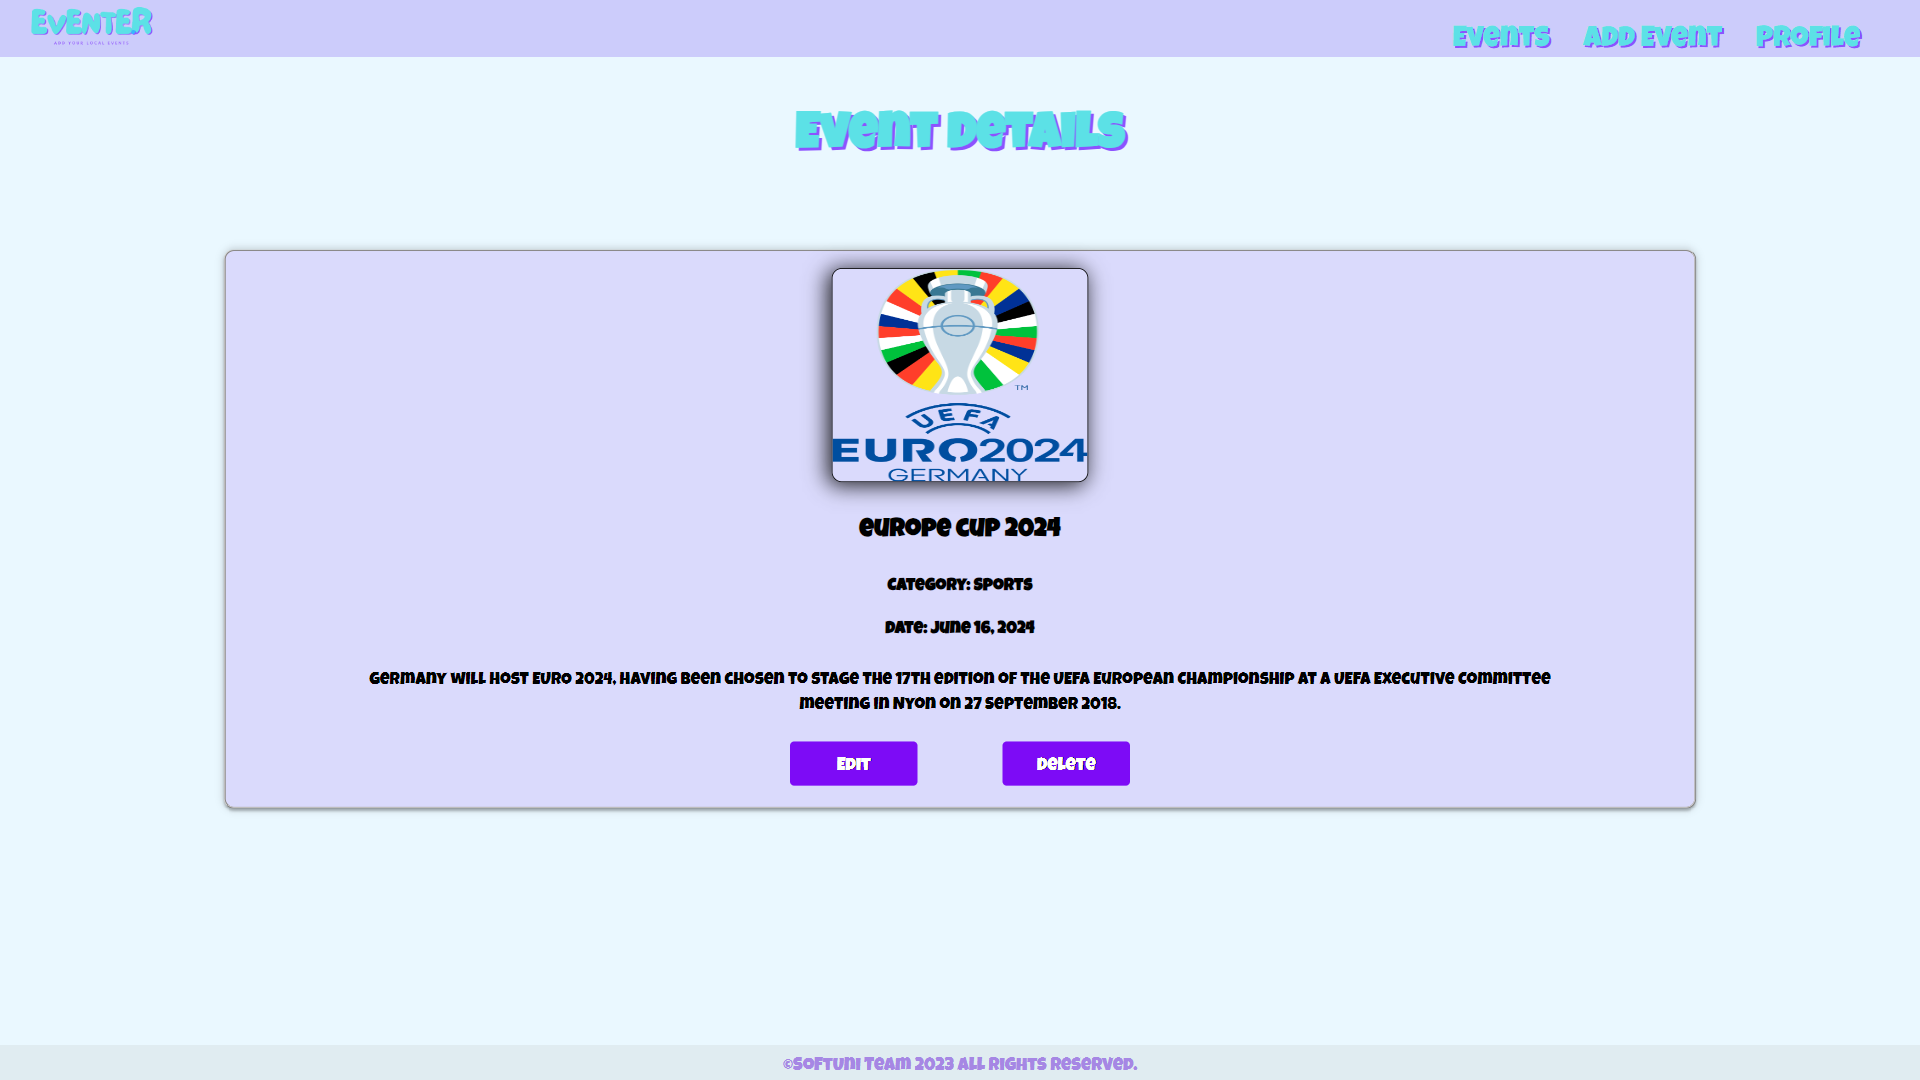 EVENTER
ADD YOUR LOCAL EVENTS
Events
Add Event
Profile
Event Details
TM
UEFA
EURO2024
GERMANY
Europe Cup 2024
Category: Sports
Date: June 16, 2024
Germany will host EURO 2024, having been chosen to stage the 17th edition of the UEFA European Championship at a UEFA Executive Committee
meeting in Nyon on 27 September 2018.
Edit
Delete
©SoftUni Team 2023 All rights reserved.